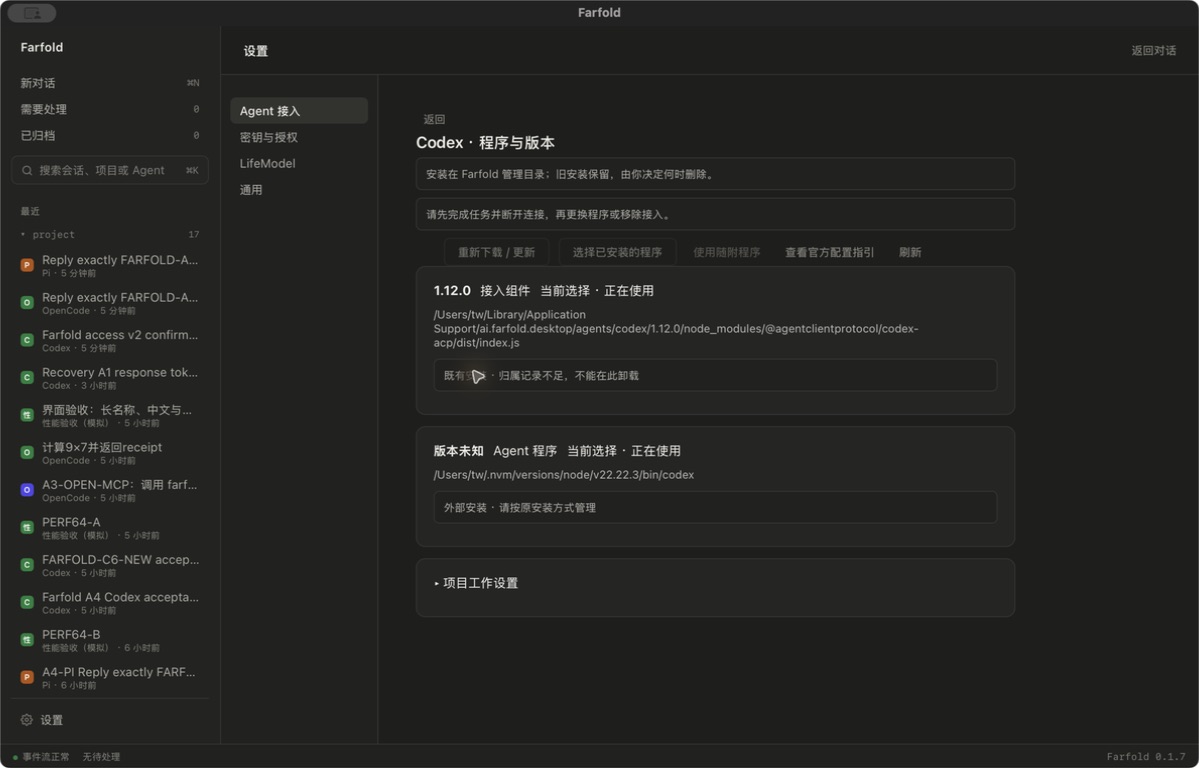 Farfold
Farfold
新对话 ⌘N
需要处理 0
已归档 0
搜索会话、项目或 Agent ⌘K
最近
• project 17
P Reply exactly FARFOLD-A...
Pi · 5 分钟前
O Reply exactly FARFOLD-A...
OpenCode · 5 分钟前
C Farfold access v2 confirm...
Codex · 5 分钟前
C Recovery A1 response tok...
Codex · 3 小时前
性 界面验收：长名称、中文与...
性能验收（模拟） · 5 小时前
O 计算9×7并返回receipt
OpenCode · 5 小时前
O A3-OPEN-MCP：调用 farf...
OpenCode · 5 小时前
性 PERF64-A
性能验收（模拟） · 5 小时前
C FARFOLD-C6-NEW accep...
Codex · 5 小时前
C Farfold A4 Codex accepta...
Codex · 5 小时前
性 PERF64-B
性能验收（模拟） · 6 小时前
P A4-PI Reply exactly FARF...
Pi · 6 小时前
设置
事件流正常 无待处理
设置
返回对话
Agent 接入
密钥与授权
LifeModel
通用
返回
Codex · 程序与版本
安装在 Farfold 管理目录；旧安装保留，由你决定何时删除。
请先完成任务并断开连接，再更换程序或移除接入。
重新下载 / 更新 选择已安装的程序 使用随附程序 查看官方配置指引 刷新
1.12.0 接入组件 当前选择 · 正在使用
/Users/tw/Library/Application
Support/ai.farfold.desktop/agents/codex/1.12.0/node_modules/@agentclientprotocol/codex-
acp/dist/index.js
既有 · 归属记录不足，不能在此卸载
版本未知 Agent 程序 当前选择 · 正在使用
/Users/tw/.nvm/versions/node/v22.22.3/bin/codex
外部安装 · 请按原安装方式管理
▸ 项目工作设置
Farfold 0.1.7